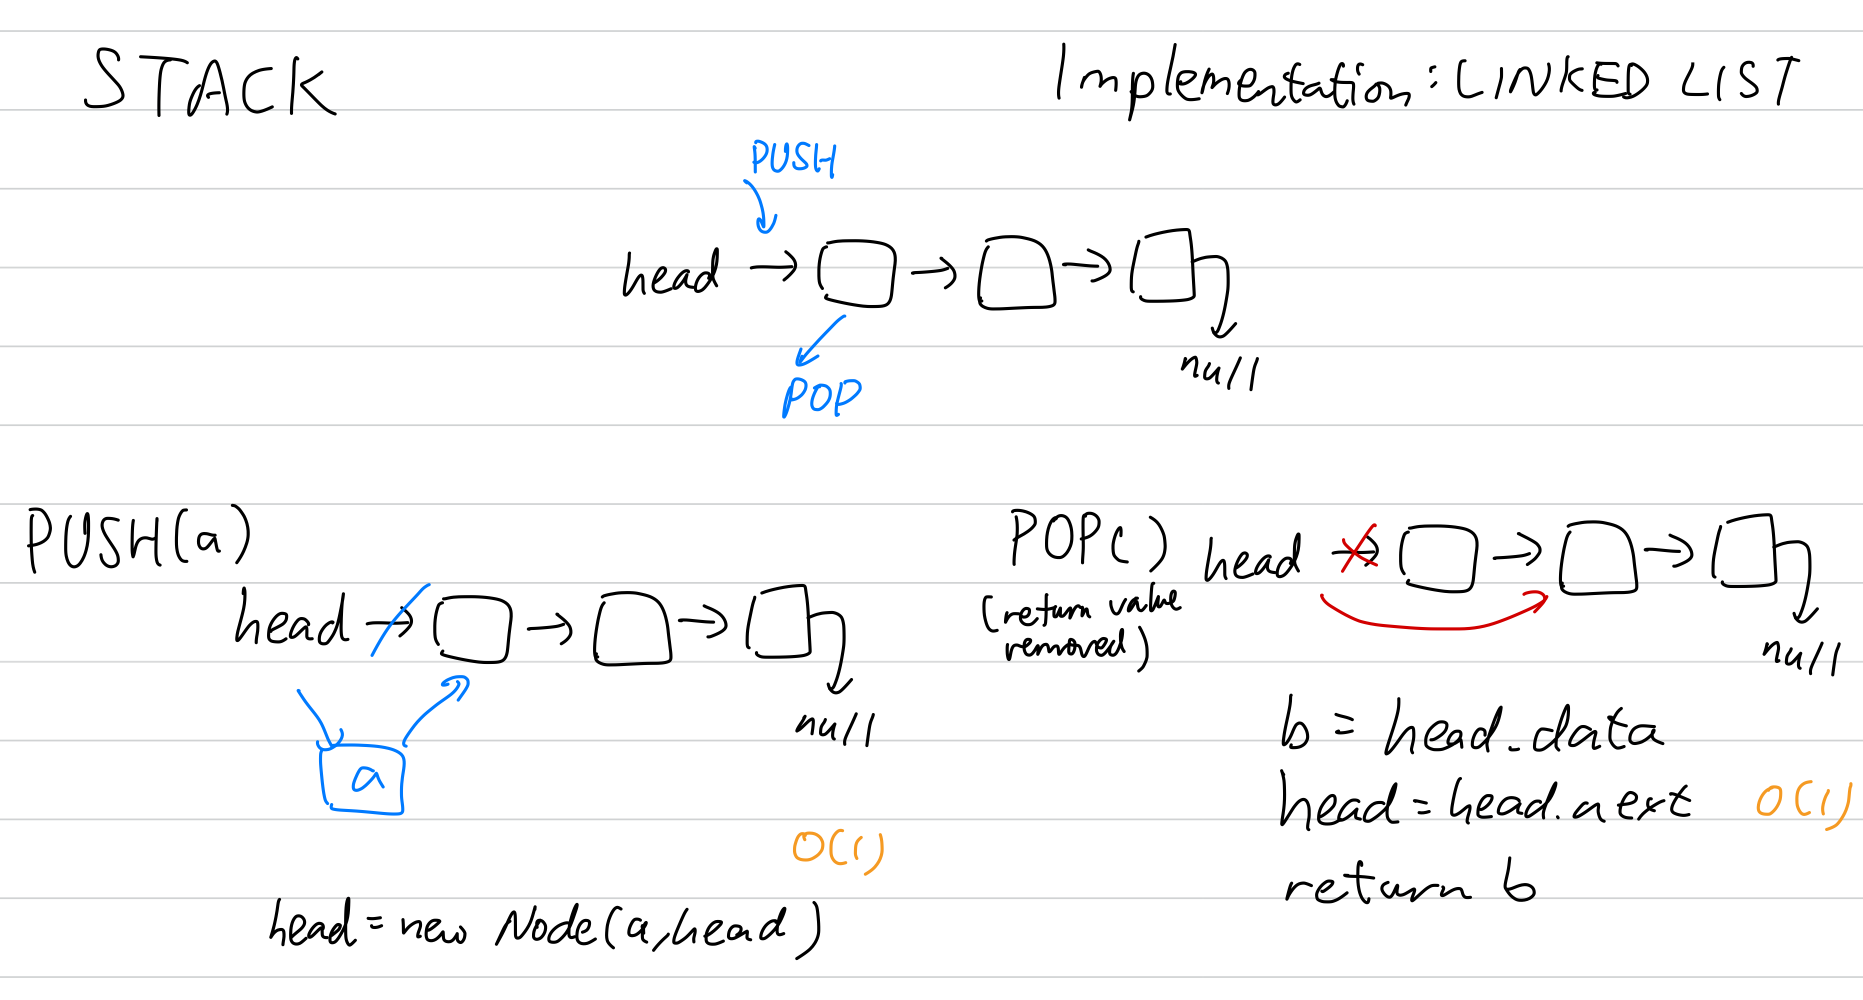 STACK
Implementation: LINKED LIST
PUSH
head
POP
null
PUSH(a)
head
null
a
O(1)
head = new Node(a, head)
POP()
(return value
removed)
head
null
b = head.data
head = head.next
O(1)
return b